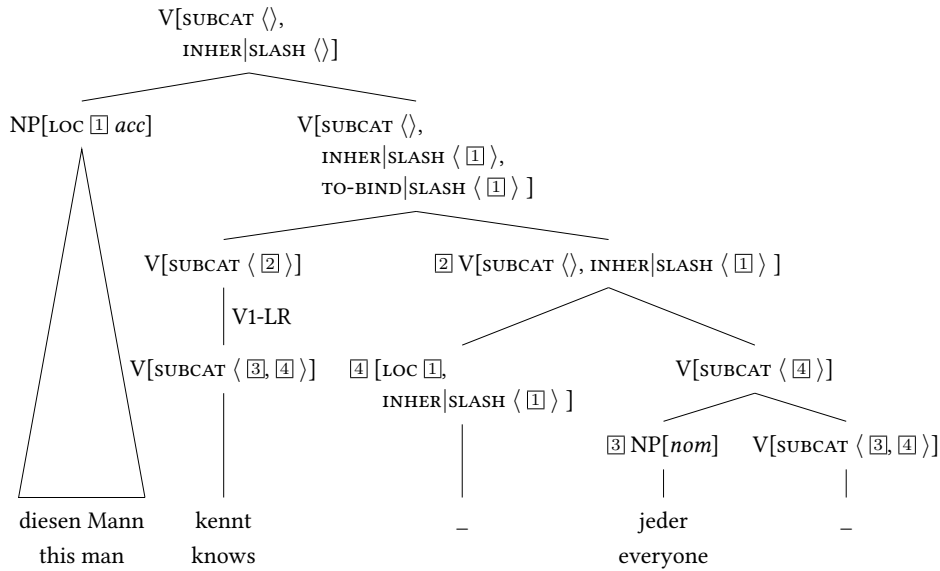 V[SUBCAT ⟨⟩,
INHER|SLASH ⟨⟩]
NP[LOC 1 acc]
V[SUBCAT ⟨⟩,
INHER|SLASH ⟨ 1 ⟩,
TO-BIND|SLASH ⟨ 1 ⟩ ]
V[SUBCAT ⟨ 2 ⟩]
2 V[SUBCAT ⟨⟩, INHER|SLASH ⟨ 1 ⟩ ]
V1-LR
V[SUBCAT ⟨ 3, 4 ⟩]
4 [LOC 1,
INHER|SLASH ⟨ 1 ⟩ ]
V[SUBCAT ⟨ 4 ⟩]
3 NP[nom]
V[SUBCAT ⟨ 3, 4 ⟩]
diesen Mann kennt _ jeder _
this man knows everyone